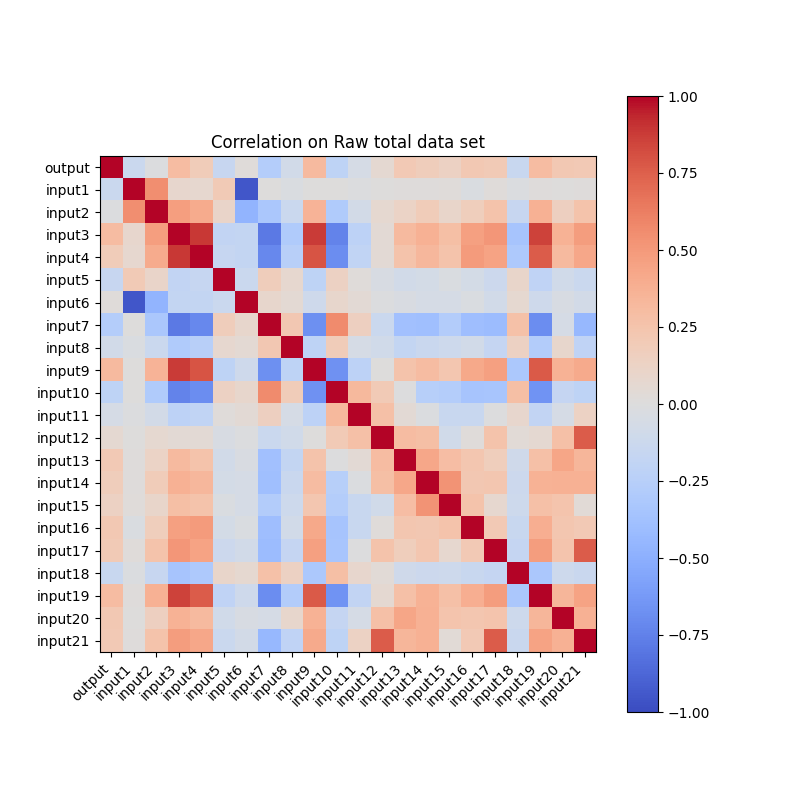 Correlation on Raw total data set
output
input1
input2
input3
input4
input5
input6
input7
input8
input9
input10
input11
input12
input13
input14
input15
input16
input17
input18
input19
input20
input21
output
input1
input2
input3
input4
input5
input6
input7
input8
input9
input10
input11
input12
input13
input14
input15
input16
input17
input18
input19
input20
input21
1.00
0.75
0.50
0.25
0.00
−0.25
−0.50
−0.75
−1.00